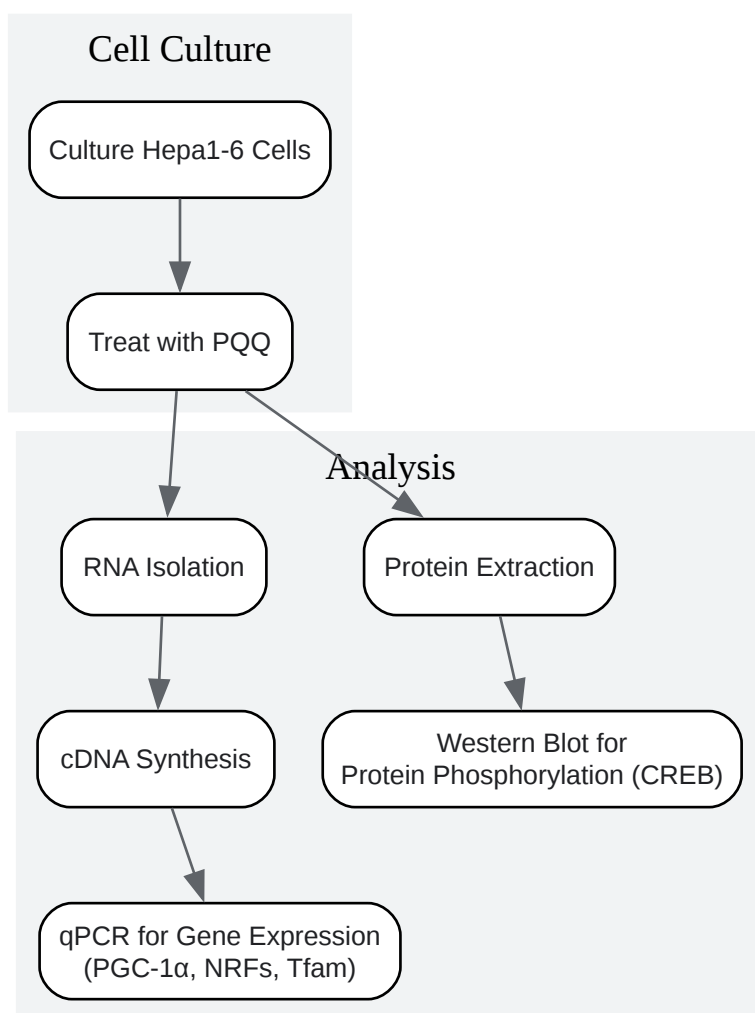 Cell Culture
Culture Hepa1-6 Cells
Treat with PQQ
Analysis
RNA Isolation
Protein Extraction
cDNA Synthesis
Western Blot for
Protein Phosphorylation (CREB)
qPCR for Gene Expression
(PGC-1α, NRFs, Tfam)